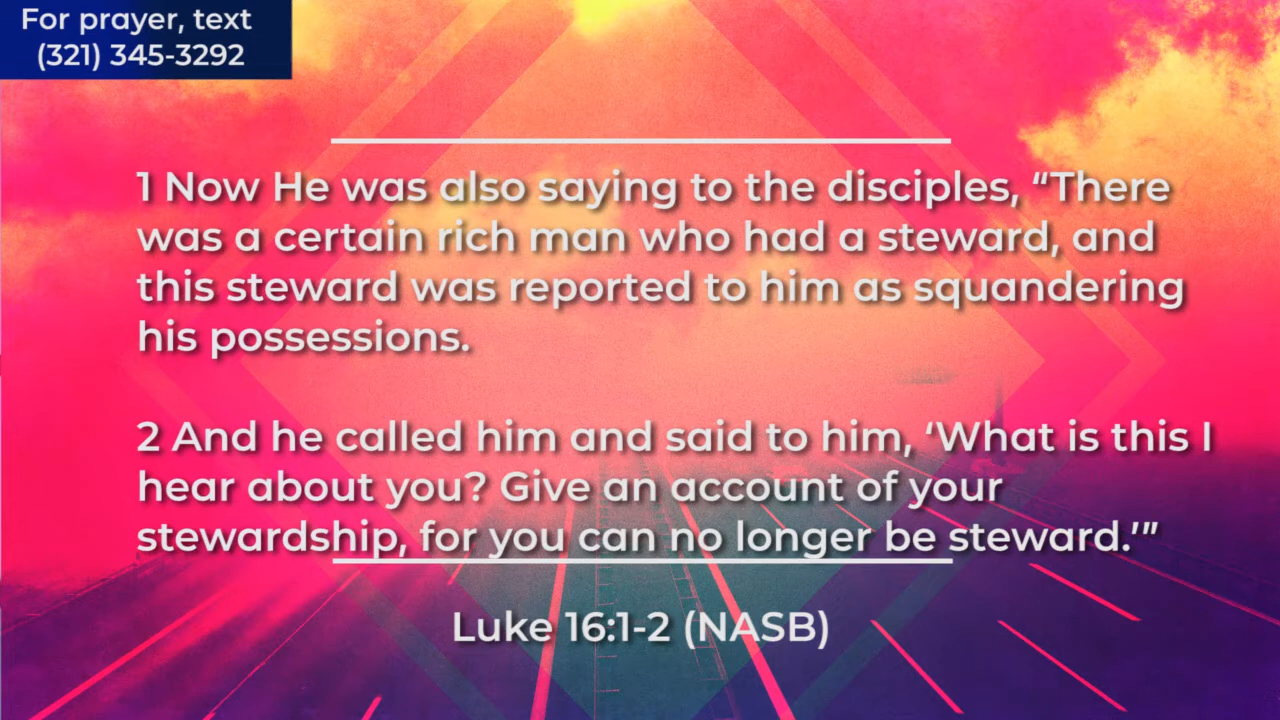 For prayer, text
(321) 345-3292
1 Now He was also saying to the disciples, “There
was a certain rich man who had a steward, and
this steward was reported to him as squandering
his possessions.
2 And he called him and said to him, ‘What is this I
hear about you? Give an account of your
stewardship, for you can no longer be steward.’”
Luke 16:1-2 (NASB)